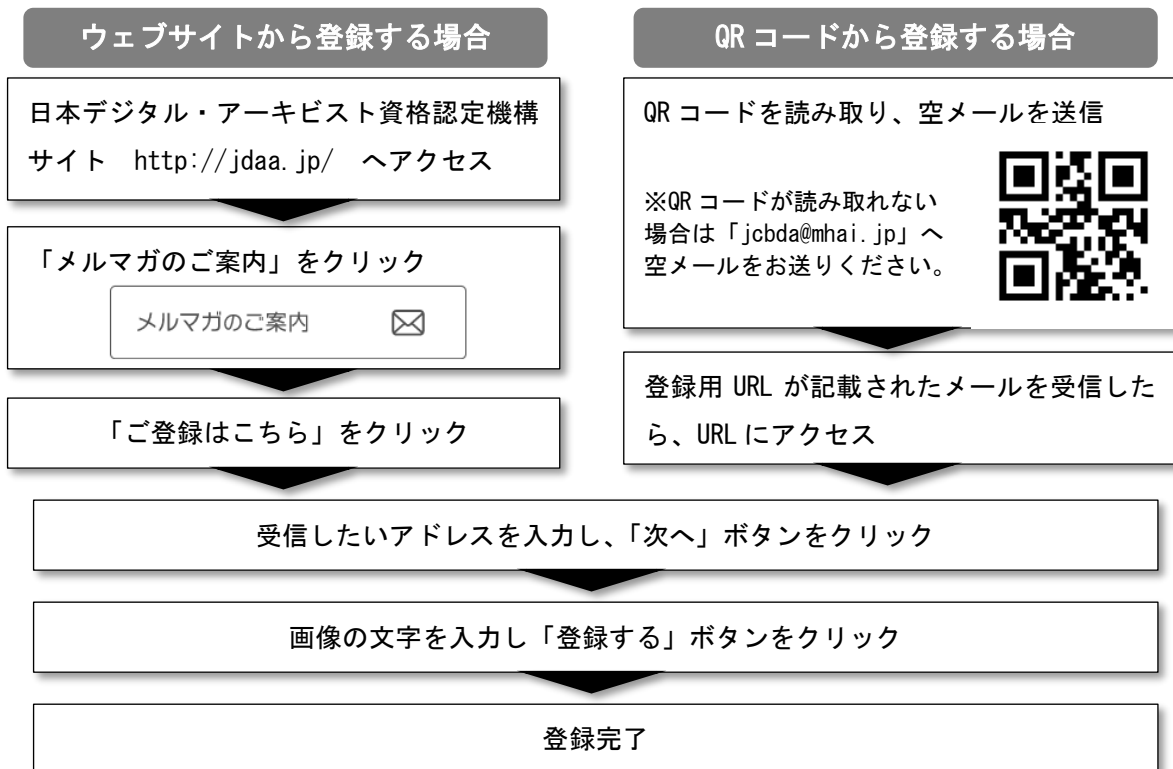 ウェブサイトから登録する場合
日本デジタル・アーキビスト資格認定機構
サイト　http://jdaa.jp/　へアクセス
「メルマガのご案内」をクリック
メルマガのご案内
「ご登録はこちら」をクリック
QRコードから登録する場合
QRコードを読み取り、空メールを送信
※QRコードが読み取れない
場合は「jcbda@mhai.jp」へ
空メールをお送りください。
登録用 URL が記載されたメールを受信した
ら、URLにアクセス
受信したいアドレスを入力し、「次へ」ボタンをクリック
画像の文字を入力し「登録する」ボタンをクリック
登録完了